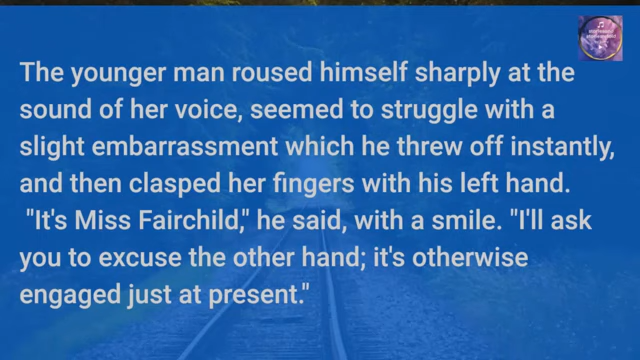 The younger man roused himself sharply at the
sound of her voice, seemed to struggle with a
slight embarrassment which he threw off instantly,
and then clasped her fingers with his left hand.
"It's Miss Fairchild," he said, with a smile. "I'll ask
you to excuse the other hand; it's otherwise
engaged just at present."